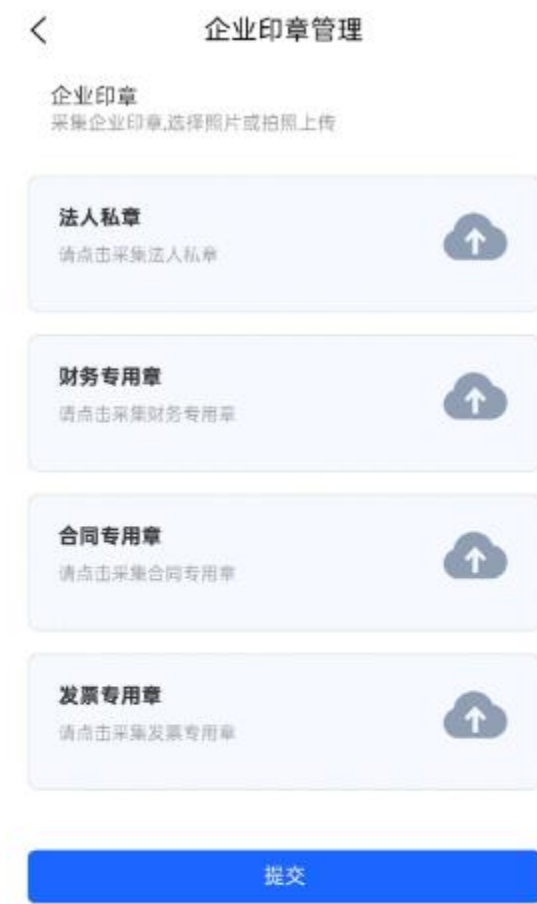 企业印章管理
企业印章
采集企业印章,选择照片或拍照上传
法人私章
请点击采集法人私章
财务专用章
请点击采集财务专用章
合同专用章
请点击采集合同专用章
发票专用章
请点击采集发票专用章
提交